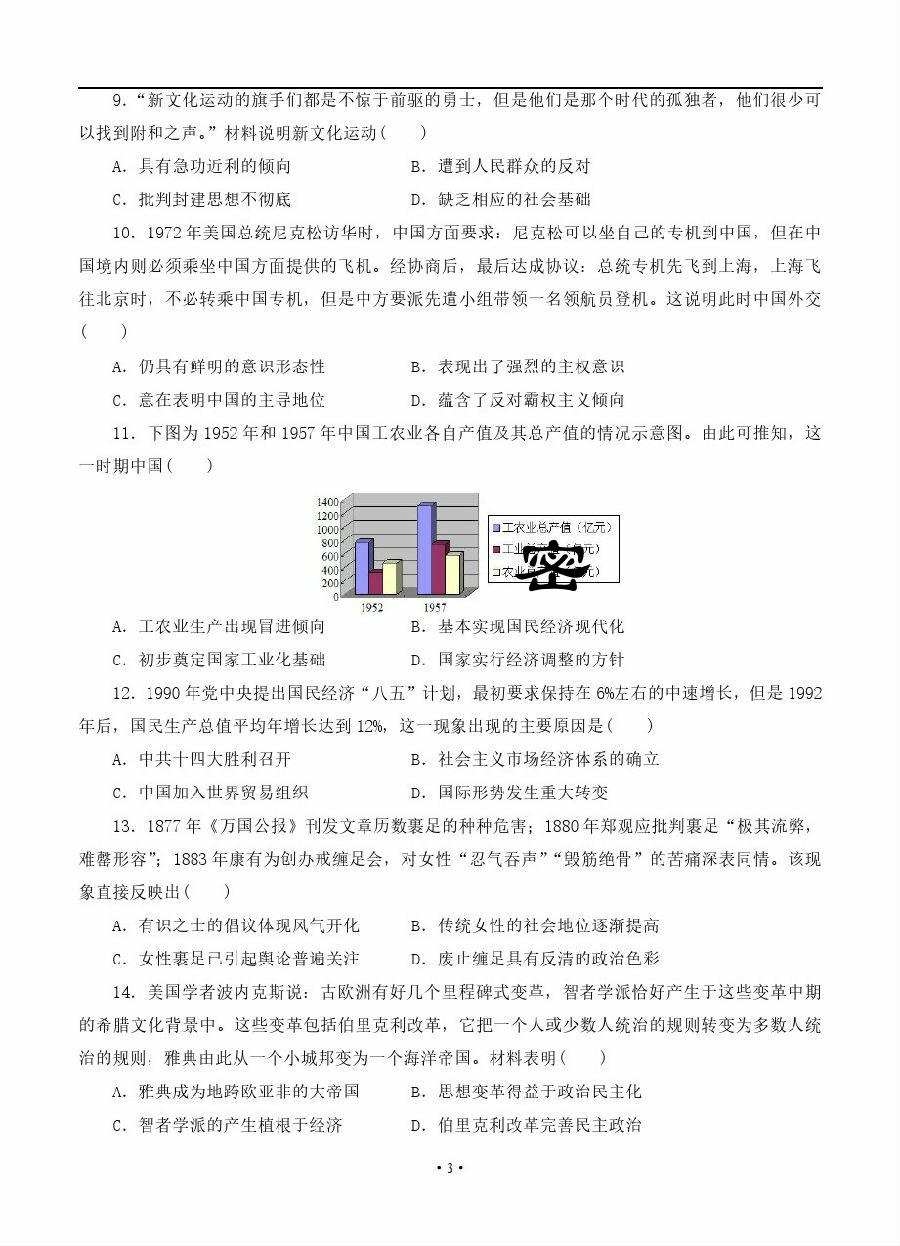 9．“新文化运动的旗手们都是不惊于前驱的勇士，但是他们是那个时代的孤独者，他们很少可
以找到附和之声。”材料说明新文化运动(　　)
A．具有急功近利的倾向　　B．遭到人民群众的反对
C．批判封建思想不彻底　　D．缺乏相应的社会基础
10．1972 年美国总统尼克松访华时，中国方面要求：尼克松可以坐自己的专机到中国，但在中
国境内则必须乘坐中国方面提供的飞机。经协商后，最后达成协议：总统专机先飞到上海，上海飞
往北京时，不必转乘中国专机，但是中方要派先遣小组带领一名领航员登机。这说明此时中国外交
(　　)
A．仍具有鲜明的意识形态性　　B．表现出了强烈的主权意识
C．意在表明中国的主导地位　　D．蕴含了反对霸权主义倾向
11．下图为 1952 年和 1957 年中国工农业各自产值及其总产值的情况示意图。由此可推知，这
一时期中国(　　)
1400
1200
1000
800
600
400
200
0
1952　1957
工农业总产值（亿元）
工业总产值（亿元）
农业总产值（亿元）
密
A．工农业生产出现冒进倾向　　B．基本实现国民经济现代化
C．初步奠定国家工业化基础　　D．国家实行经济调整的方针
12．1990 年党中央提出国民经济“八五”计划，最初要求保持在 6%左右的中速增长，但是 1992
年后，国民生产总值平均年增长达到 12%，这一现象出现的主要原因是(　　)
A．中共十四大胜利召开　　B．社会主义市场经济体系的确立
C．中国加入世界贸易组织　　D．国际形势发生重大转变
13．1877 年《万国公报》刊发文章历数裹足的种种危害；1880 年郑观应批判裹足“极其流弊，
难罄形容”；1883 年康有为创办戒缠足会，对女性“忍气吞声”“毁筋绝骨”的苦痛深表同情。该现
象直接反映出(　　)
A．有识之士的倡议体现风气开化　　B．传统女性的社会地位逐渐提高
C．女性裹足已引起舆论普遍关注　　D．废止缠足具有反清的政治色彩
14．美国学者波内克斯说：古欧洲有好几个里程碑式变革，智者学派恰好产生于这些变革中期
的希腊文化背景中。这些变革包括伯里克利改革，它把一个人或少数人统治的规则转变为多数人统
治的规则，雅典由此从一个小城邦变为一个海洋帝国。材料表明(　　)
A．雅典成为地跨欧亚非的大帝国　　B．思想变革得益于政治民主化
C．智者学派的产生植根于经济　　D．伯里克利改革完善民主政治
·3·